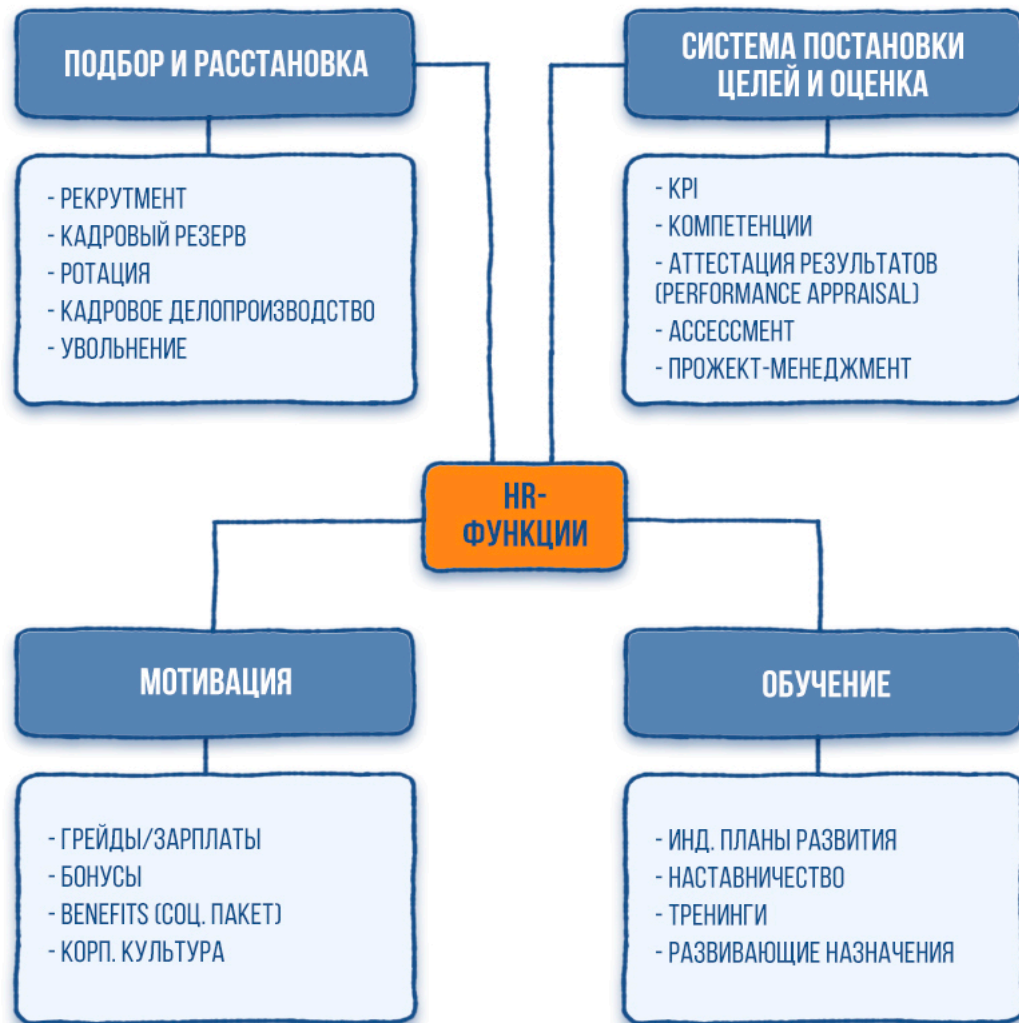 ПОДБОР И РАССТАНОВКА
- РЕКРУТМЕНТ
- КАДРОВЫЙ РЕЗЕРВ
- РОТАЦИЯ
- КАДРОВОЕ ДЕЛОПРОИЗВОДСТВО
- УВОЛЬНЕНИЕ
СИСТЕМА ПОСТАНОВКИ
ЦЕЛЕЙ И ОЦЕНКА
- KPI
- КОМПЕТЕНЦИИ
- АТТЕСТАЦИЯ РЕЗУЛЬТАТОВ
(PERFORMANCE APPRAISAL)
- АССЕССМЕНТ
- ПРОЖЕКТ-МЕНЕДЖМЕНТ
HR-
ФУНКЦИИ
МОТИВАЦИЯ
- ГРЕЙДЫ/ЗАРПЛАТЫ
- БОНУСЫ
- BENEFITS (СОЦ. ПАКЕТ)
- КОРП. КУЛЬТУРА
ОБУЧЕНИЕ
- ИНД. ПЛАНЫ РАЗВИТИЯ
- НАСТАВНИЧЕСТВО
- ТРЕНИНГИ
- РАЗВИВАЮЩИЕ НАЗНАЧЕНИЯ